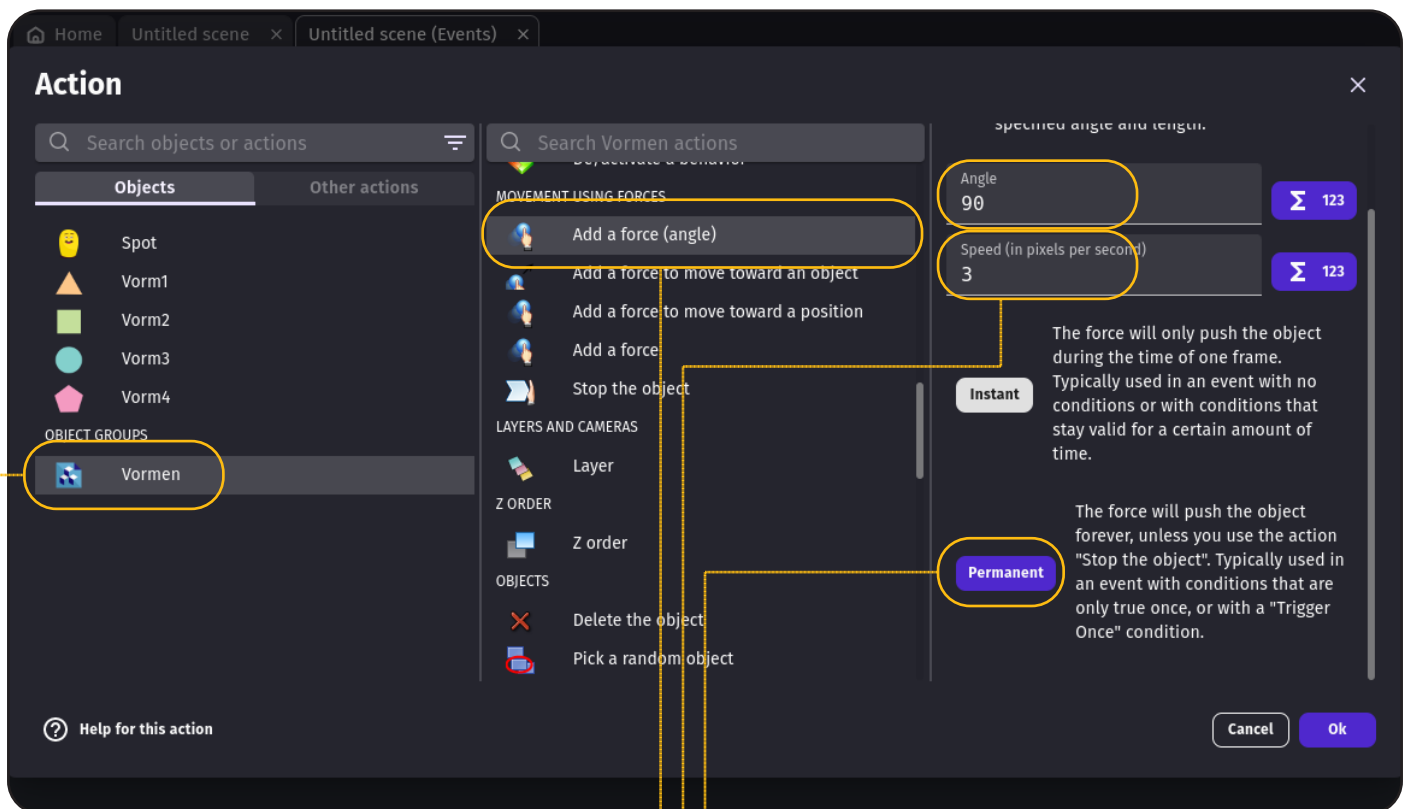 Home
Untitled scene
Untitled scene (Events)
Action
Search objects or actions
Objects
Other actions
Spot
Vorm1
Vorm2
Vorm3
Vorm4
OBJECT GROUPS
Vormen
Help for this action
Search Vormen actions
De/activate a behavior
MOVEMENT USING FORCES
Add a force (angle)
Add a force to move toward an object
Add a force to move toward a position
Add a force
Stop the object
LAYERS AND CAMERAS
Layer
Z ORDER
Z order
OBJECTS
Delete the object
Pick a random object
specified angle and length.
Angle
90
Σ 123
Speed (in pixels per second)
3
Σ 123
Instant
The force will only push the object
during the time of one frame.
Typically used in an event with no
conditions or with conditions that
stay valid for a certain amount of
time.
Permanent
The force will push the object
forever, unless you use the action
"Stop the object". Typically used in
an event with conditions that are
only true once, or with a "Trigger
Once" condition.
Cancel
Ok